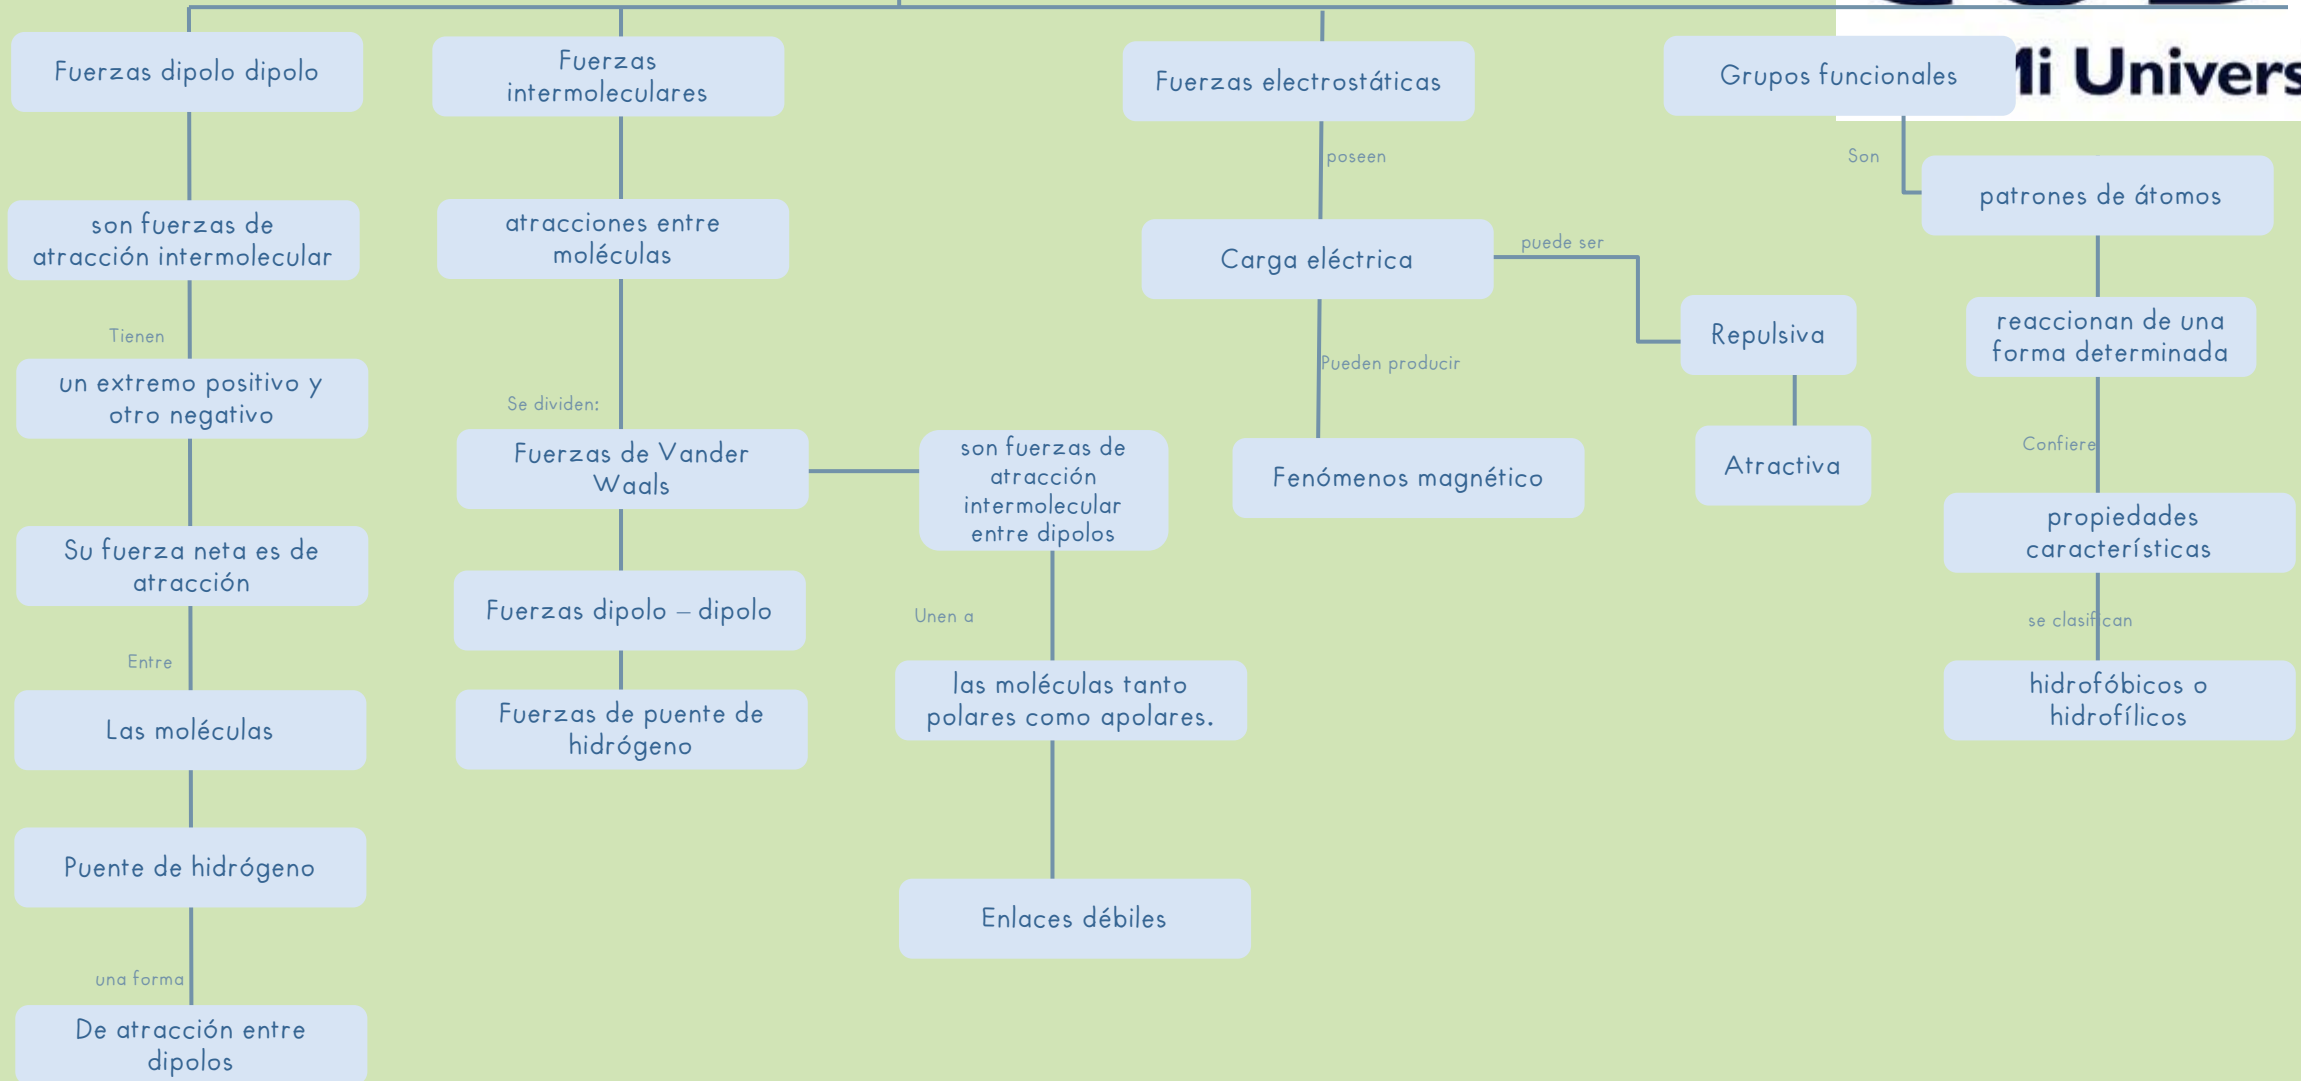 Fuerzas dipolo dipolo
son fuerzas de
atracción intermolecular
Tienen
un extremo positivo y
otro negativo
Su fuerza neta es de
atracción
Entre
Las moléculas
Puente de hidrógeno
una forma
De atracción entre
dipolos
Fuerzas
intermoleculares
atracciones entre
moléculas
Se dividen:
Fuerzas de Vander
Waals
Fuerzas dipolo – dipolo
Fuerzas de puente de
hidrógeno
son fuerzas de
atracción
intermolecular
entre dipolos
Unen a
las moléculas tanto
polares como apolares.
Enlaces débiles
Fuerzas electrostáticas
poseen
Carga eléctrica
puede ser
Repulsiva
Atractiva
Pueden producir
Fenómenos magnético
Grupos funcionales
Mi Univers
Son
patrones de átomos
reaccionan de una
forma determinada
Confiere
propiedades
características
se clasifican
hidrofóbicos o
hidrofílicos